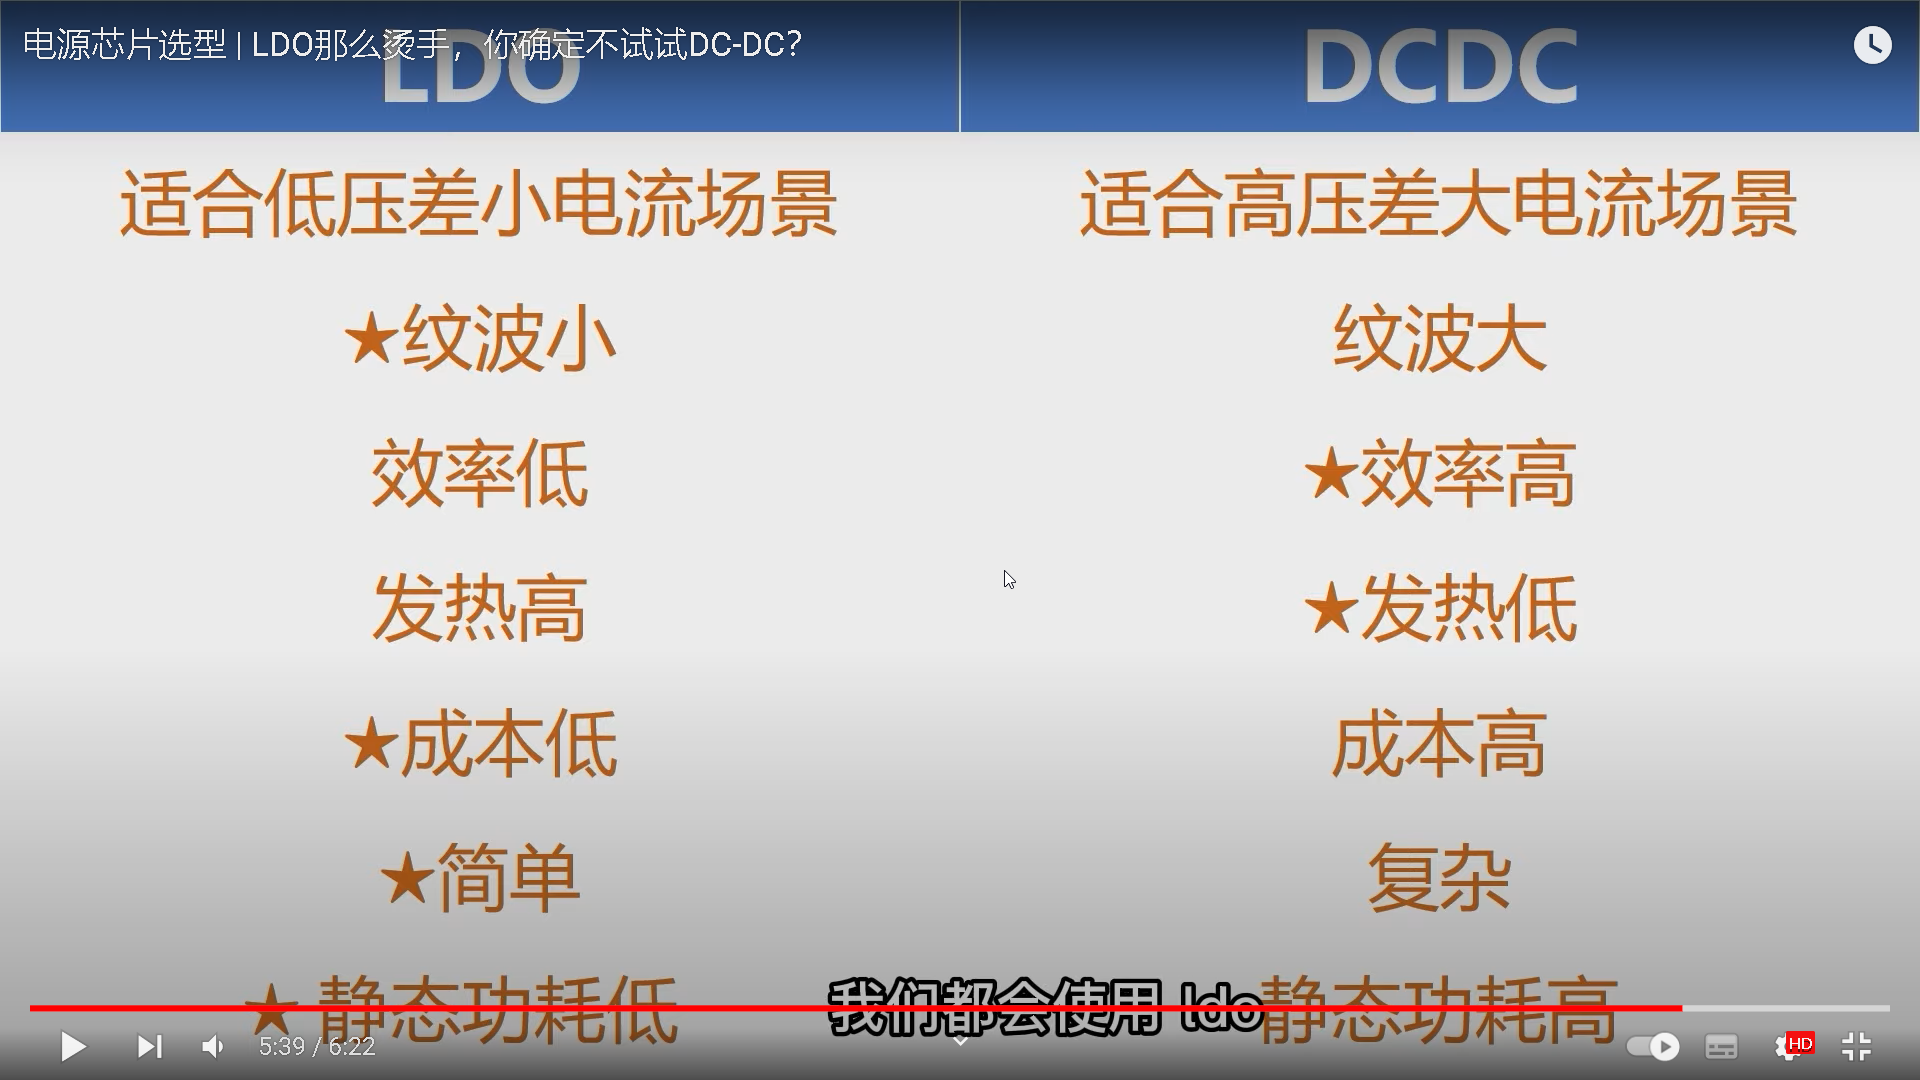 电源芯片选型 | LDO那么烫手，你确定不试试DC-DC?
LDO
DCDC
适合低压差小电流场景
适合高压差大电流场景
★纹波小
纹波大
效率低
★效率高
发热高
★发热低
★成本低
成本高
★简单
复杂
★ 静态功耗低
静态功耗高
我们都会使用 ldo
5:39 / 6:22
HD